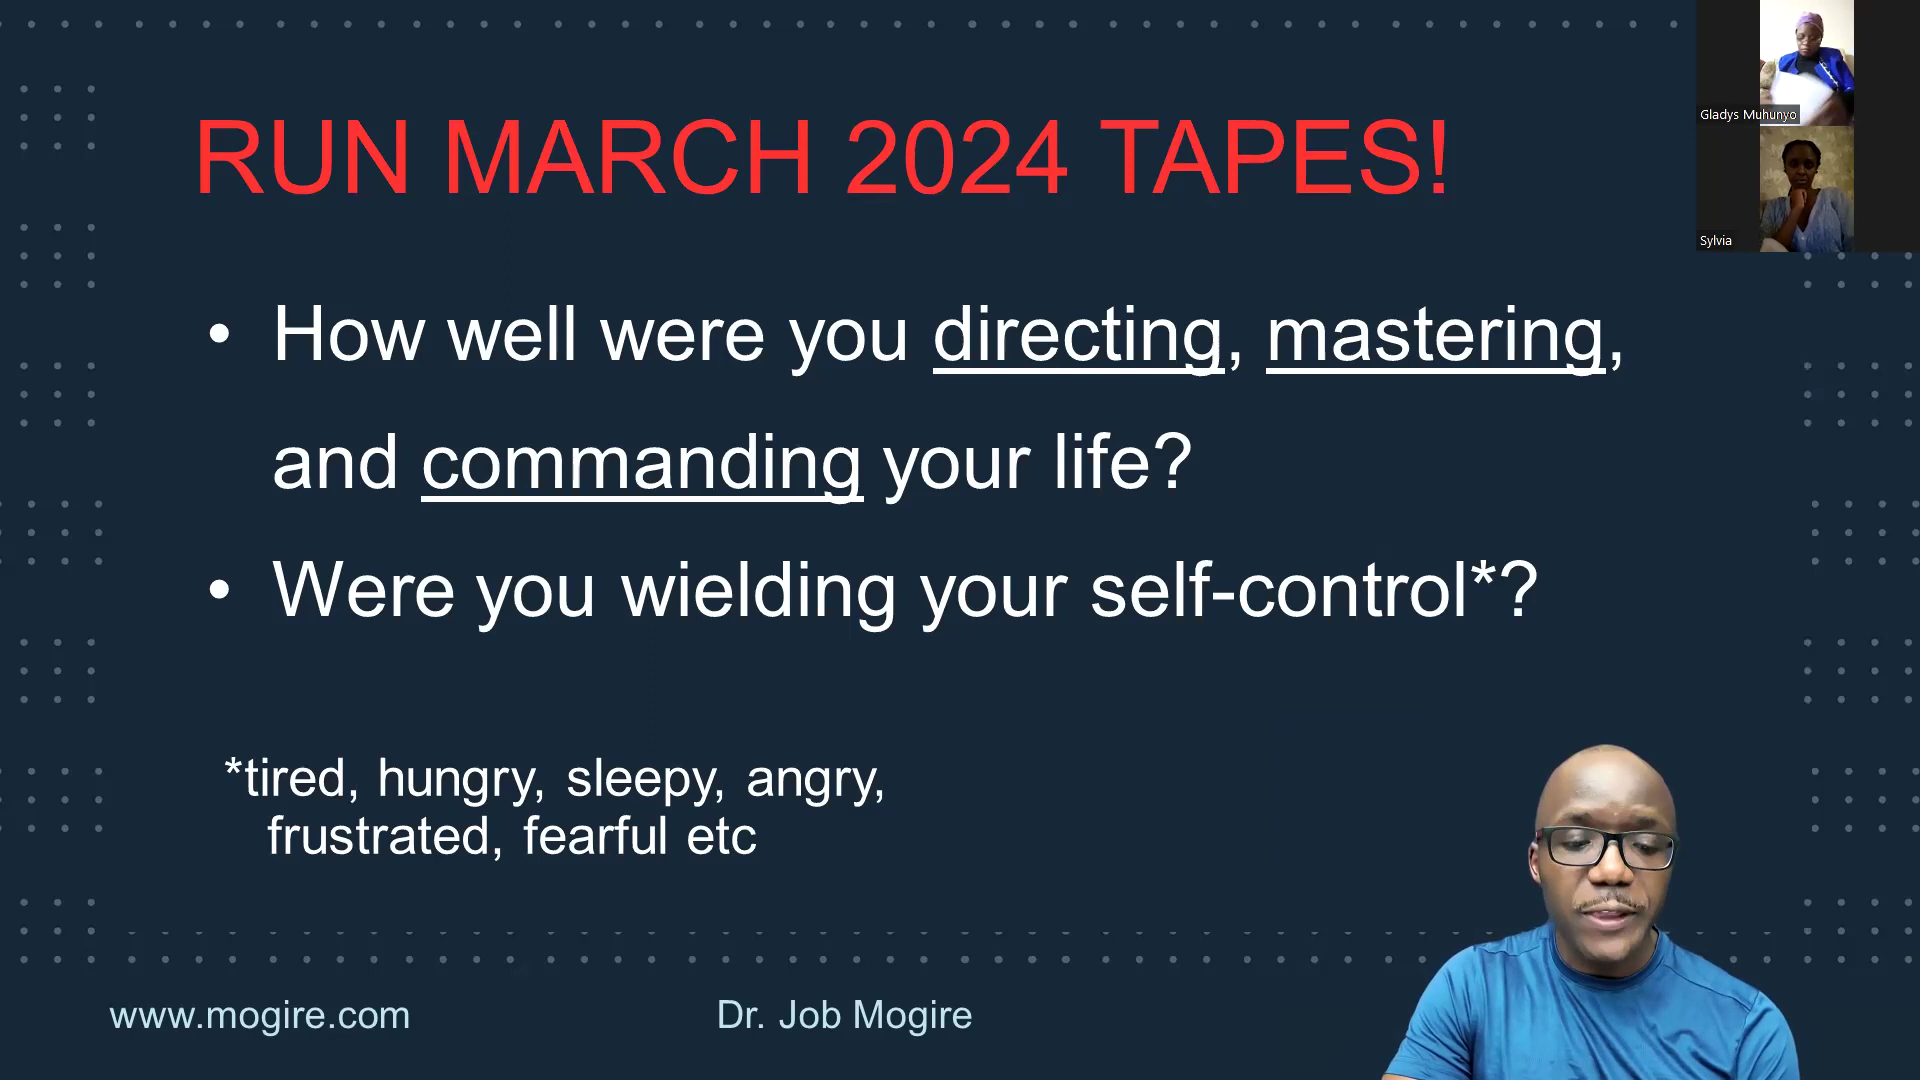 RUN MARCH 2024 TAPES!
Gladys Muhunyo
Sylvia
• How well were you directing, mastering,
and commanding your life?
• Were you wielding your self-control*?
*tired, hungry, sleepy, angry,
frustrated, fearful etc
www.mogire.com
Dr. Job Mogire